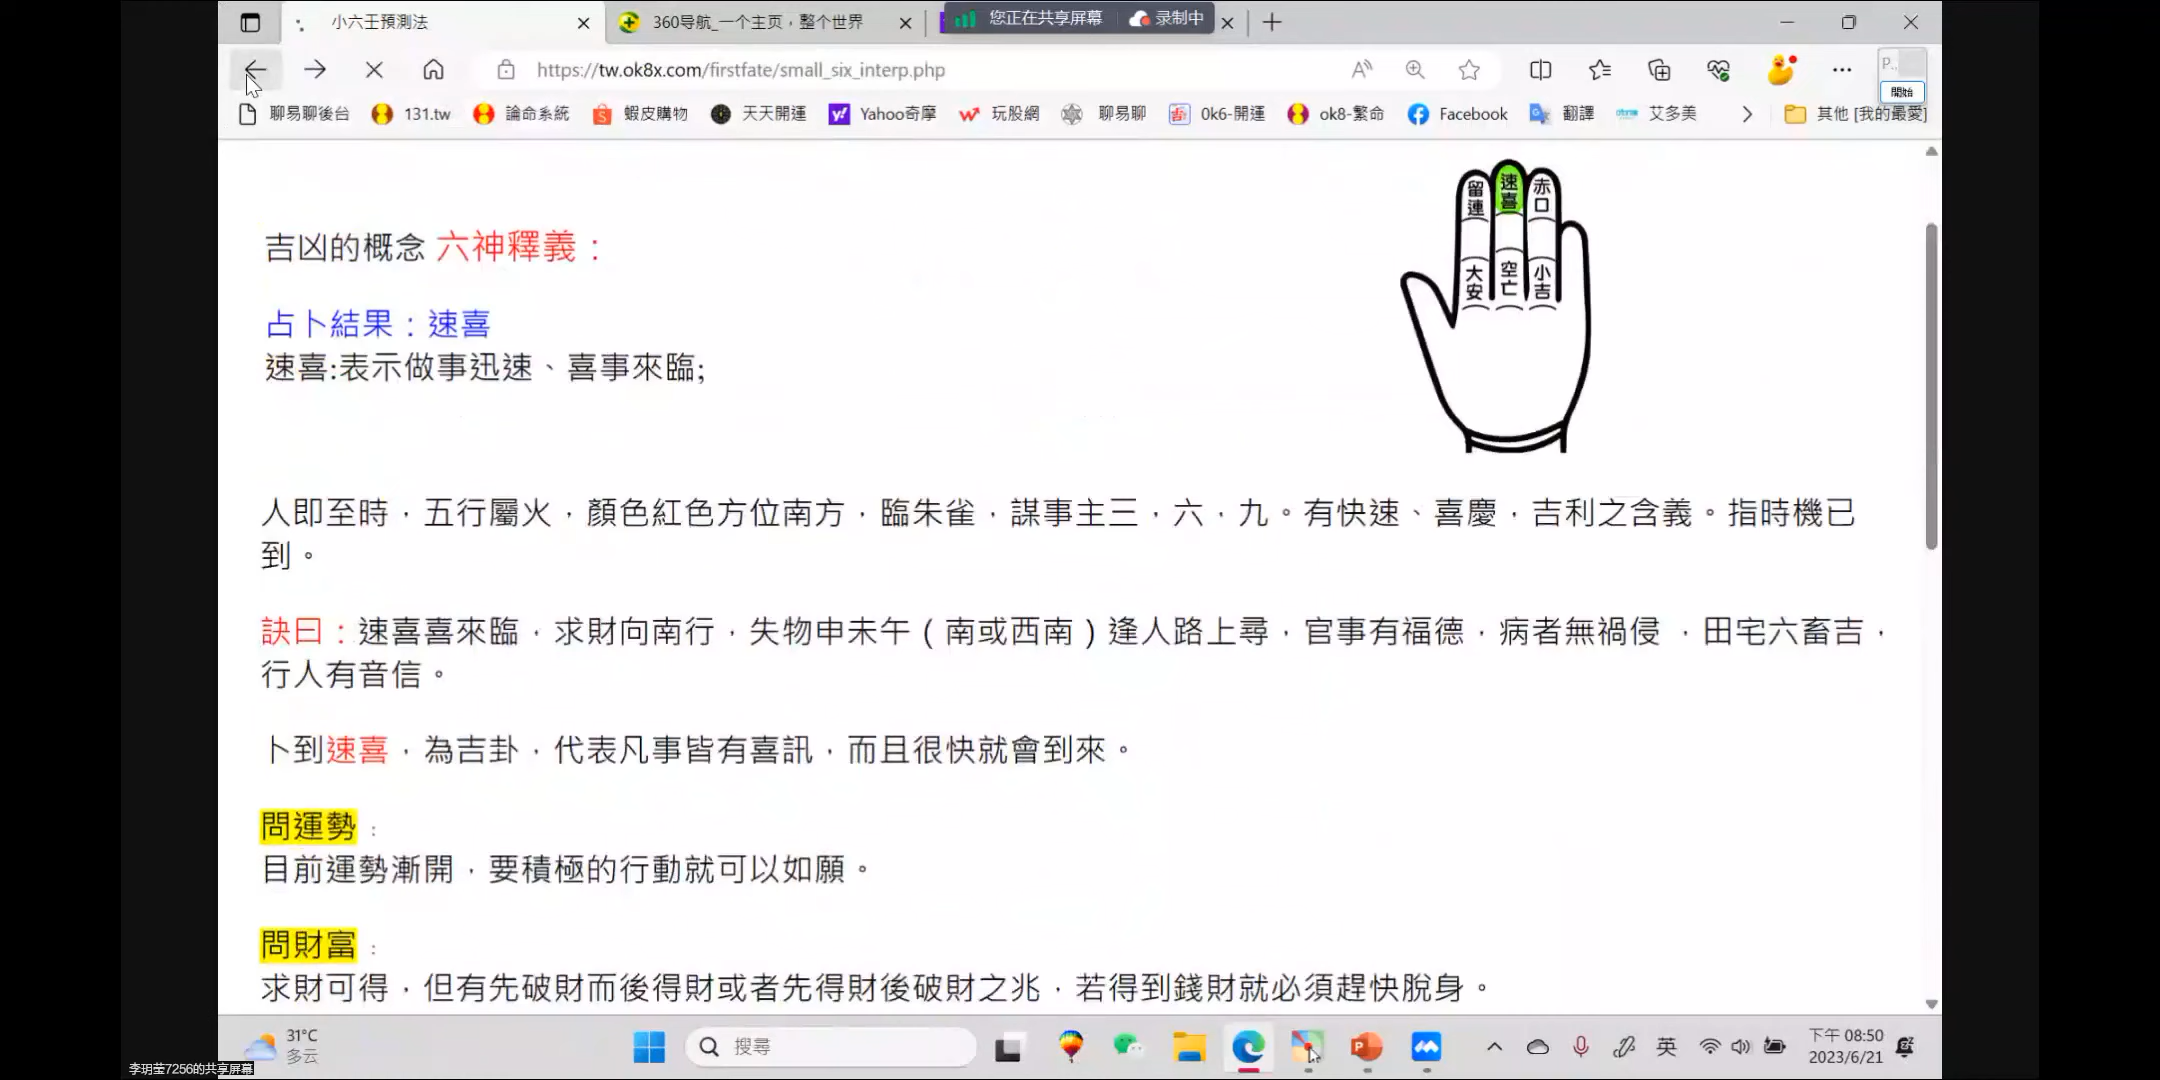 小六壬預測法
360导航_一个主页，整个世界
您正在共享屏幕
录制中
https://tw.ok8x.com/firstfate/small_six_interp.php
P..
開始
聊易聊後台
131.tw
論命系統
蝦皮購物
天天開運
Yahoo奇摩
玩股網
聊易聊
0k6-開運
ok8-繁命
Facebook
翻譯
艾多美
其他 [我的最愛]
留連
速喜
赤口
大安
空亡
小吉
吉凶的概念 六神釋義：
占卜結果：速喜
速喜:表示做事迅速、喜事來臨;
人即至時，五行屬火，顏色紅色方位南方，臨朱雀，謀事主三，六，九。有快速、喜慶，吉利之含義。指時機已
到。
訣曰：速喜喜來臨，求財向南行，失物申未午（南或西南）逢人路上尋，官事有福德，病者無禍侵 ，田宅六畜吉，
行人有音信。
卜到速喜，為吉卦，代表凡事皆有喜訊，而且很快就會到來。
問運勢：
目前運勢漸開，要積極的行動就可以如願。
問財富：
求財可得，但有先破財而後得財或者先得財後破財之兆，若得到錢財就必須趕快脫身。
31°C
多云
搜尋
英
下午 08:50
2023/6/21
李玥莹7256的共享屏幕